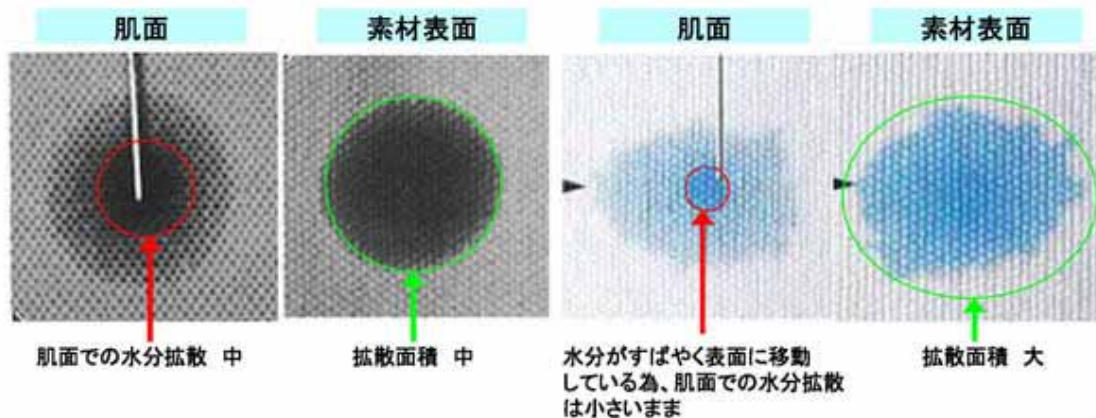 肌面
素材表面
肌面
素材表面
肌面での水分拡散 中
拡散面積 中
水分がすばやく表面に移動
している為、肌面での水分拡散
は小さいまま
拡散面積 大